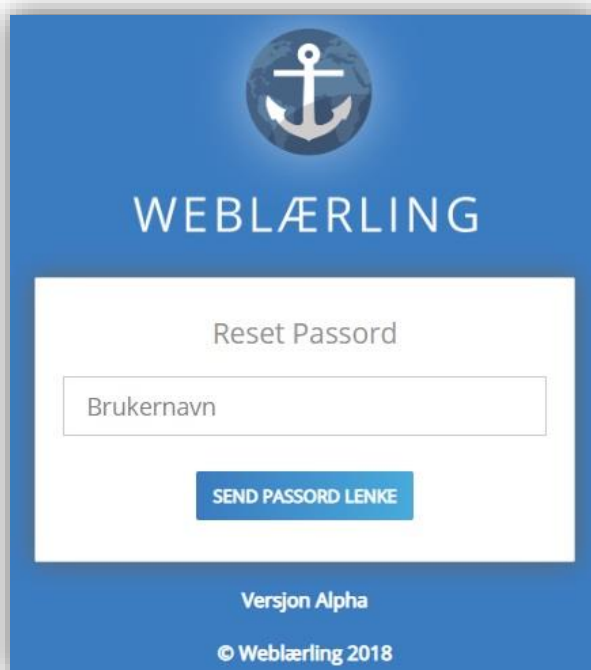 WEBLÆRLING
Reset Passord
Brukernavn
SEND PASSORD LENKE
Versjon Alpha
© Weblærling 2018